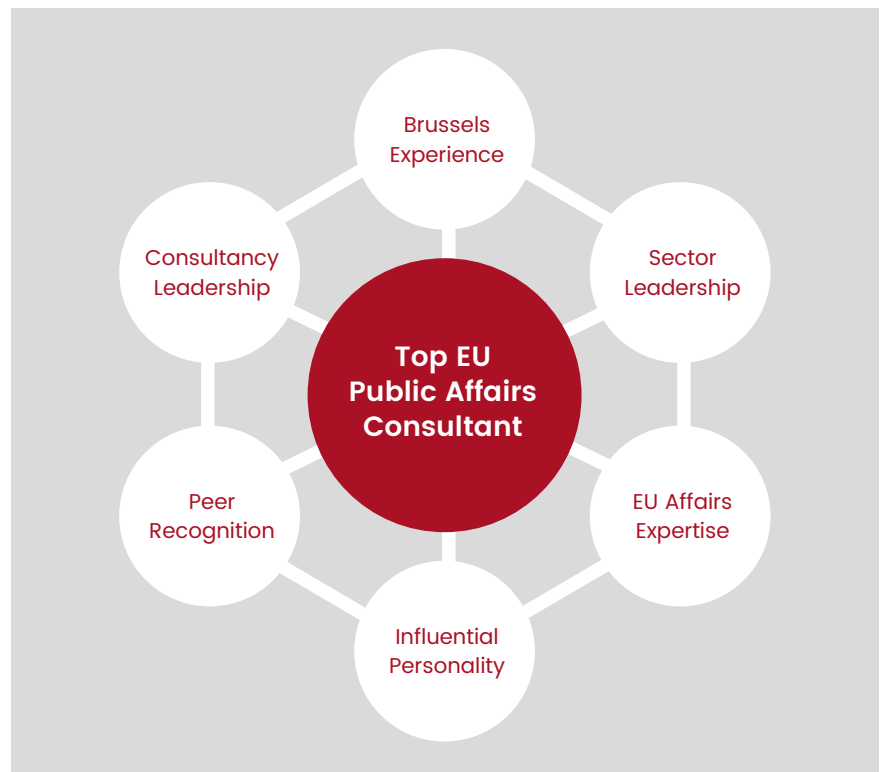 Brussels
Experience
Consultancy
Leadership
Sector
Leadership
Top EU
Public Affairs
Consultant
Peer
Recognition
EU Affairs
Expertise
Influential
Personality